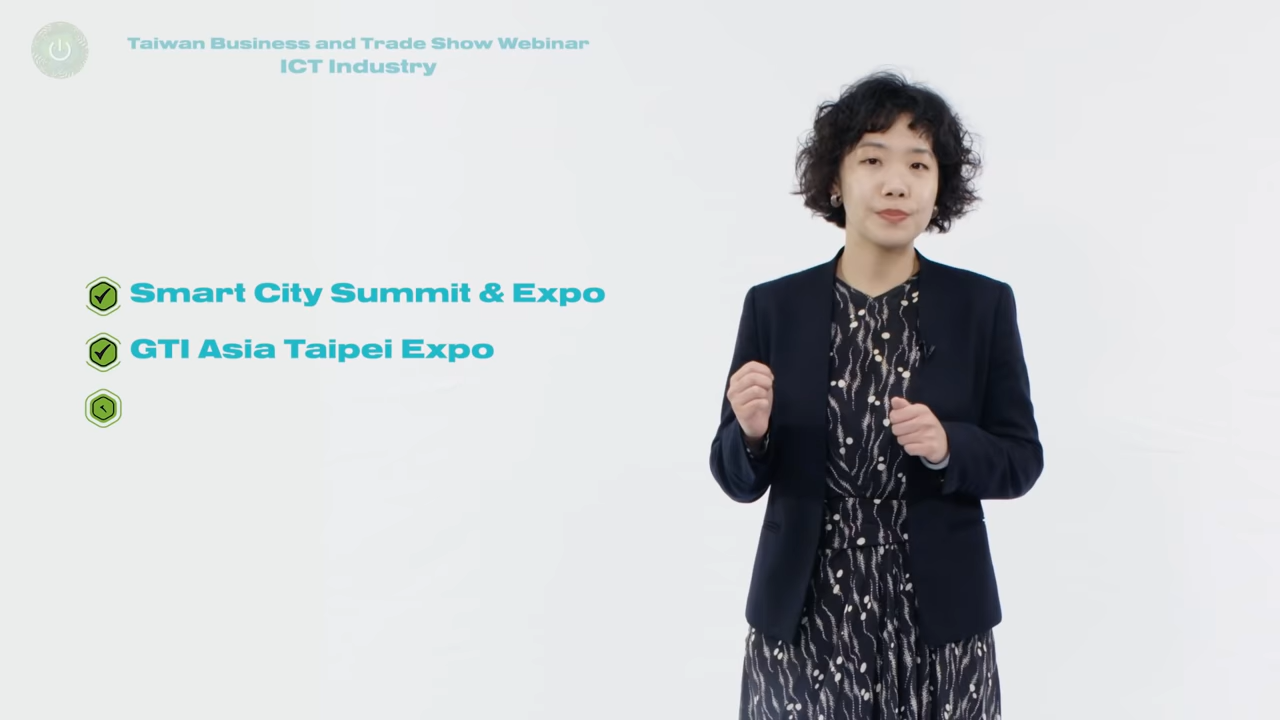 Taiwan Business and Trade Show Webinar
ICT Industry
Smart City Summit & Expo
GTI Asia Taipei Expo